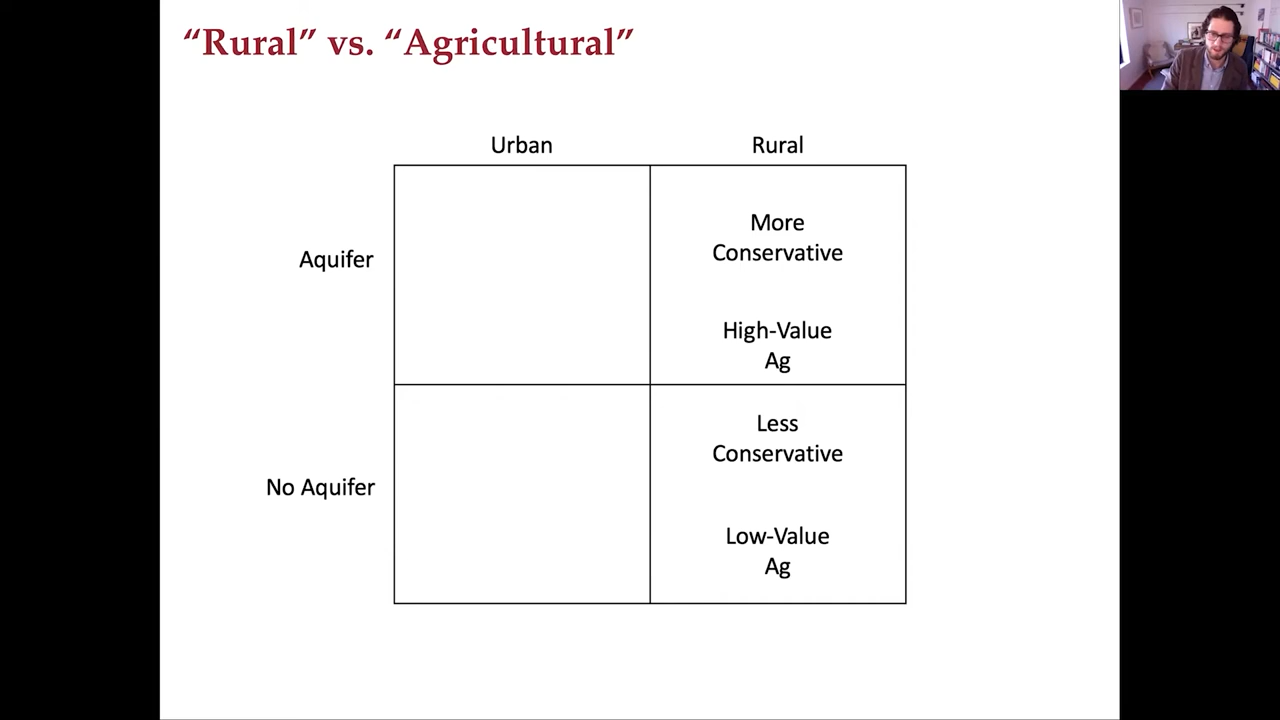 “Rural” vs. “Agricultural”
Urban
Rural
Aquifer
More
Conservative
High-Value
Ag
No Aquifer
Less
Conservative
Low-Value
Ag